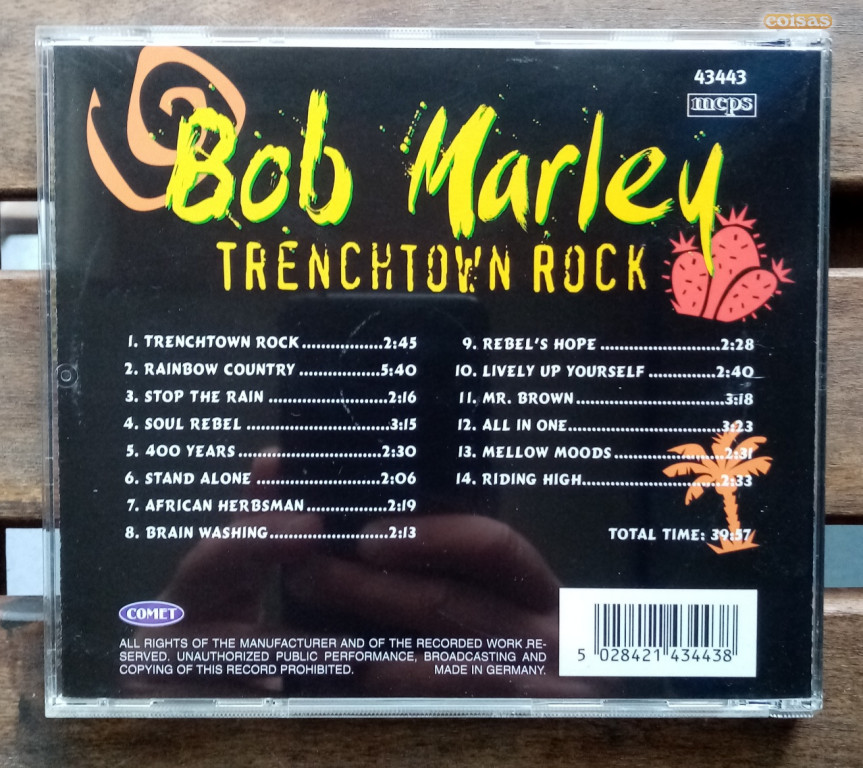 coisas
43443
mcps
Bob Marley
TRENCHTOWN ROCK
1. TRENCHTOWN ROCK.................2:45
2. RAINBOW COUNTRY .................5:40
3. STOP THE RAIN .........................2:16
4. SOUL REBEL ..............................3:15
5. 400 YEARS ..............................2:30
6. STAND ALONE ..........................2:06
7. AFRICAN HERBSMAN .................2:19
8. BRAIN WASHING.........................2:13
9. REBEL'S HOPE .........................2:28
10. LIVELY UP YOURSELF ..............2:40
11. MR. BROWN...............................3:18
12. ALL IN ONE................................3:23
13. MELLOW MOODS .......................2:31
14. RIDING HIGH.............................2:33
TOTAL TIME: 39:57
COMET
ALL RIGHTS OF THE MANUFACTURER AND OF THE RECORDED WORK RE-
SERVED. UNAUTHORIZED PUBLIC PERFORMANCE, BROADCASTING AND
COPYING OF THIS RECORD PROHIBITED. MADE IN GERMANY.
5 028421 434438